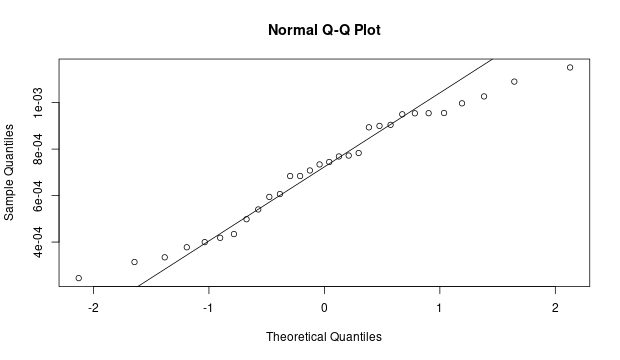 Normal Q-Q Plot
Sample Quantiles
1e-03
8e-04
6e-04
4e-04
-2 -1 0 1 2
Theoretical Quantiles